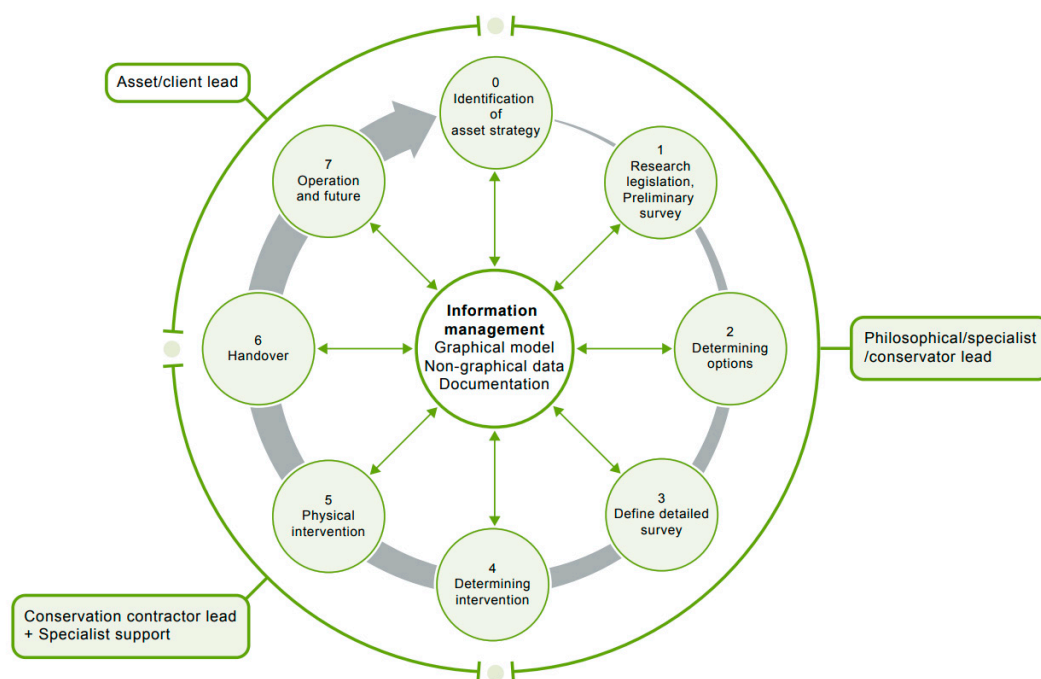 Asset/client lead
0
Identification
of
asset strategy
1
Research
legislation,
Preliminary
survey
2
Determining
options
Philosophical/specialist
/conservator lead
3
Define detailed
survey
4
Determining
intervention
5
Physical
intervention
Conservation contractor lead
+ Specialist support
6
Handover
7
Operation
and future
Information
management
Graphical model
Non-graphical data
Documentation